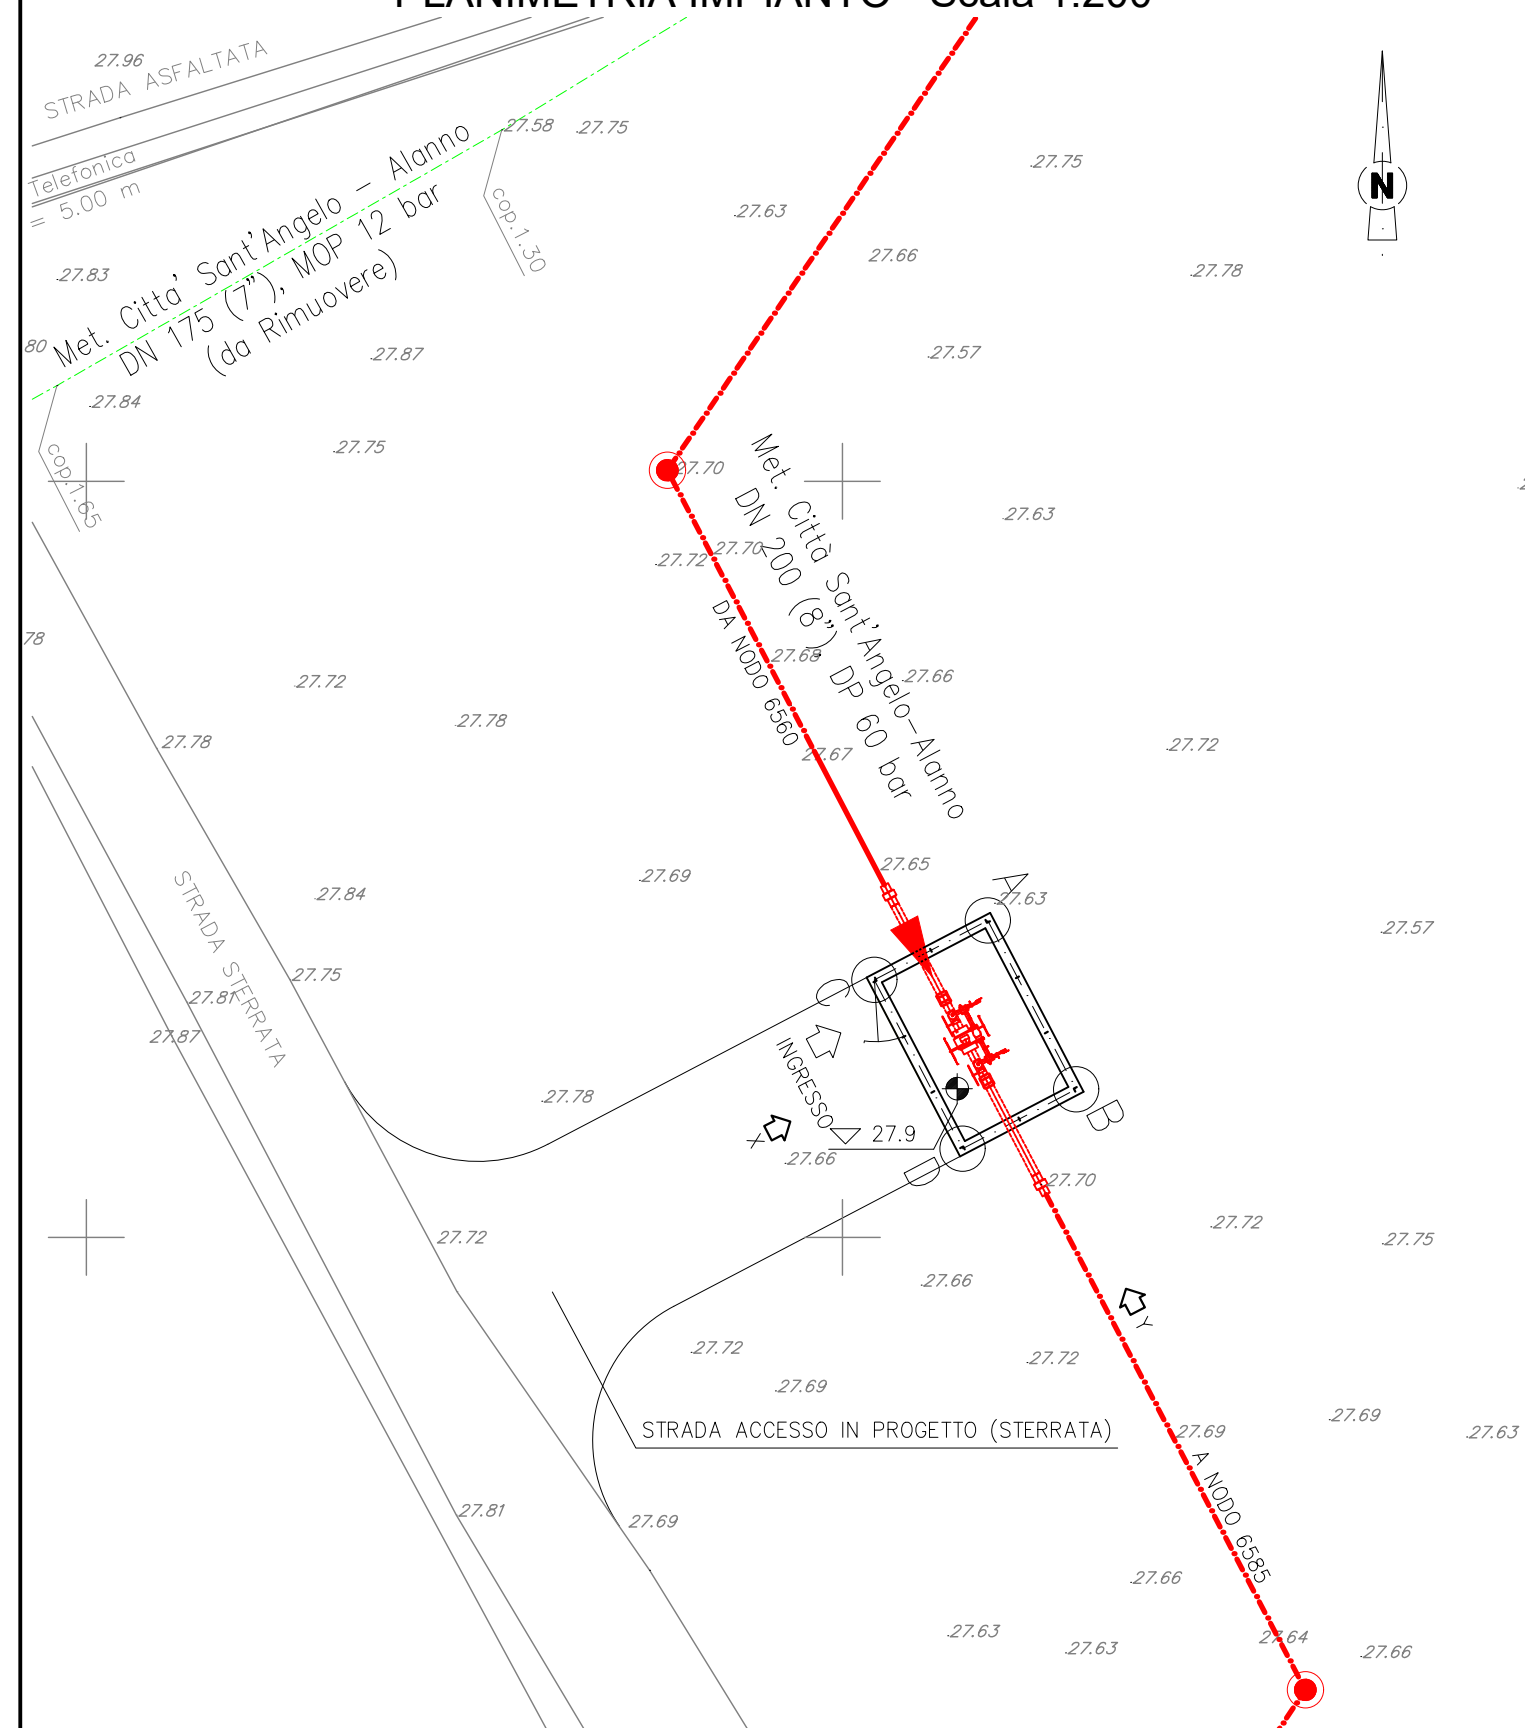 PLANIMETRIA IMPIANTO - Scala 1:200
27.96
STRADA ASFALTATA
27.58
27.75
Telefonica
= 5.00 m
Met. Citta' Sant'Angelo - Alanno
DN 175 (7"), MOP 12 bar
(da Rimuovere)
cop.1.30
27.75
27.63
27.66
27.78
N
27.83
80
27.87
27.57
27.84
27.75
cop.1.65
27.70
27.63
Met. Città Sant'Angelo-Alanno
DN 200 (8"), DP 60 bar
27.72
27.70
DA NODO 6560
78
27.68
27.66
27.72
27.78
27.78
27.67
27.72
27.65
27.69
27.84
A
27.63
27.57
STRADA STERRATA
27.75
27.81
27.87
C
INGRESSO
27.78
X
27.9
27.66
B
D
27.70
27.72
27.72
27.75
27.66
Y
27.72
27.72
27.69
STRADA ACCESSO IN PROGETTO (STERRATA)
27.69
27.69
27.63
A NODO 6585
27.81
27.69
27.66
27.63
27.63
27.64
27.66